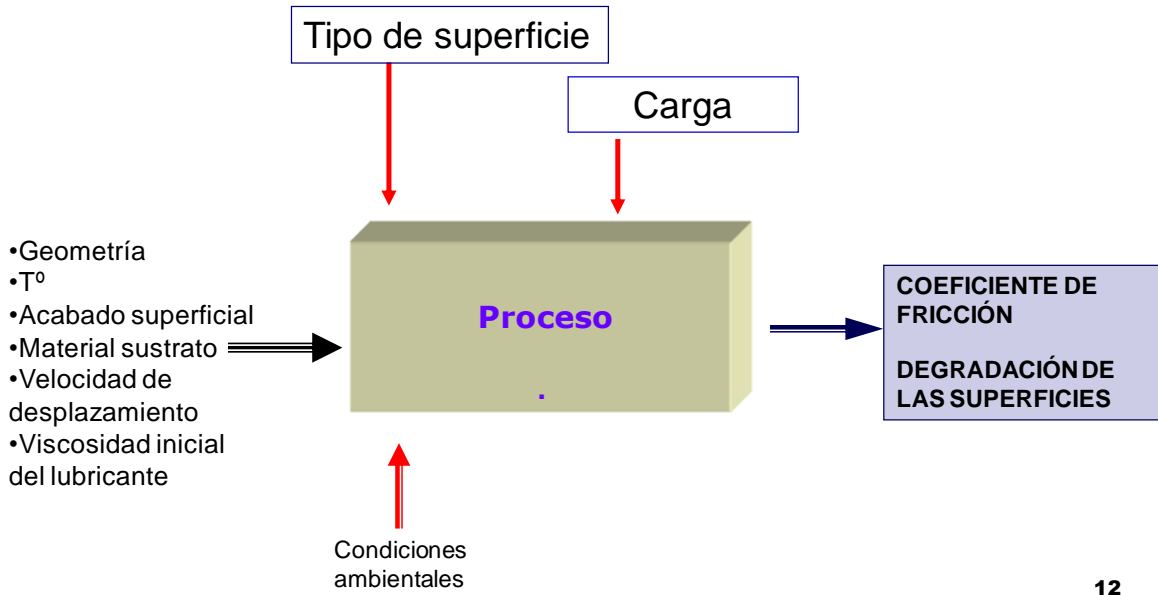 Tipo de superficie
Carga
•Geometría
•Tº
•Acabado superficial
•Material sustrato
•Velocidad de
desplazamiento
•Viscosidad inicial
del lubricante
Proceso
.
COEFICIENTE DE
FRICCIÓN
DEGRADACIÓN DE
LAS SUPERFICIES
Condiciones
ambientales
12